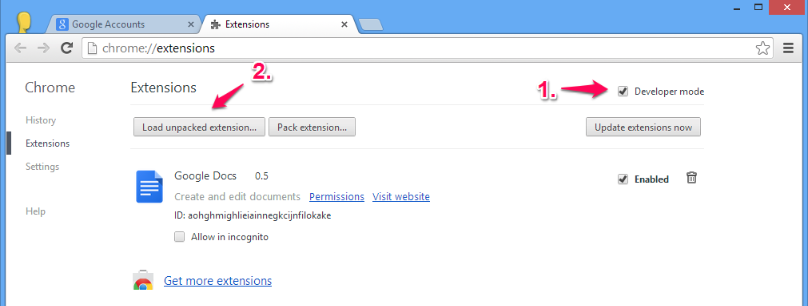 Google Accounts
Extensions
chrome://extensions
Chrome
Extensions
2.
1.
Developer mode
History
Extensions
Settings
Help
Load unpacked extension...
Pack extension...
Update extensions now
Google Docs 0.5
Enabled
Create and edit documents Permissions Visit website
ID: aohghmighlieiainnegkcijnfilokake
Allow in incognito
Get more extensions